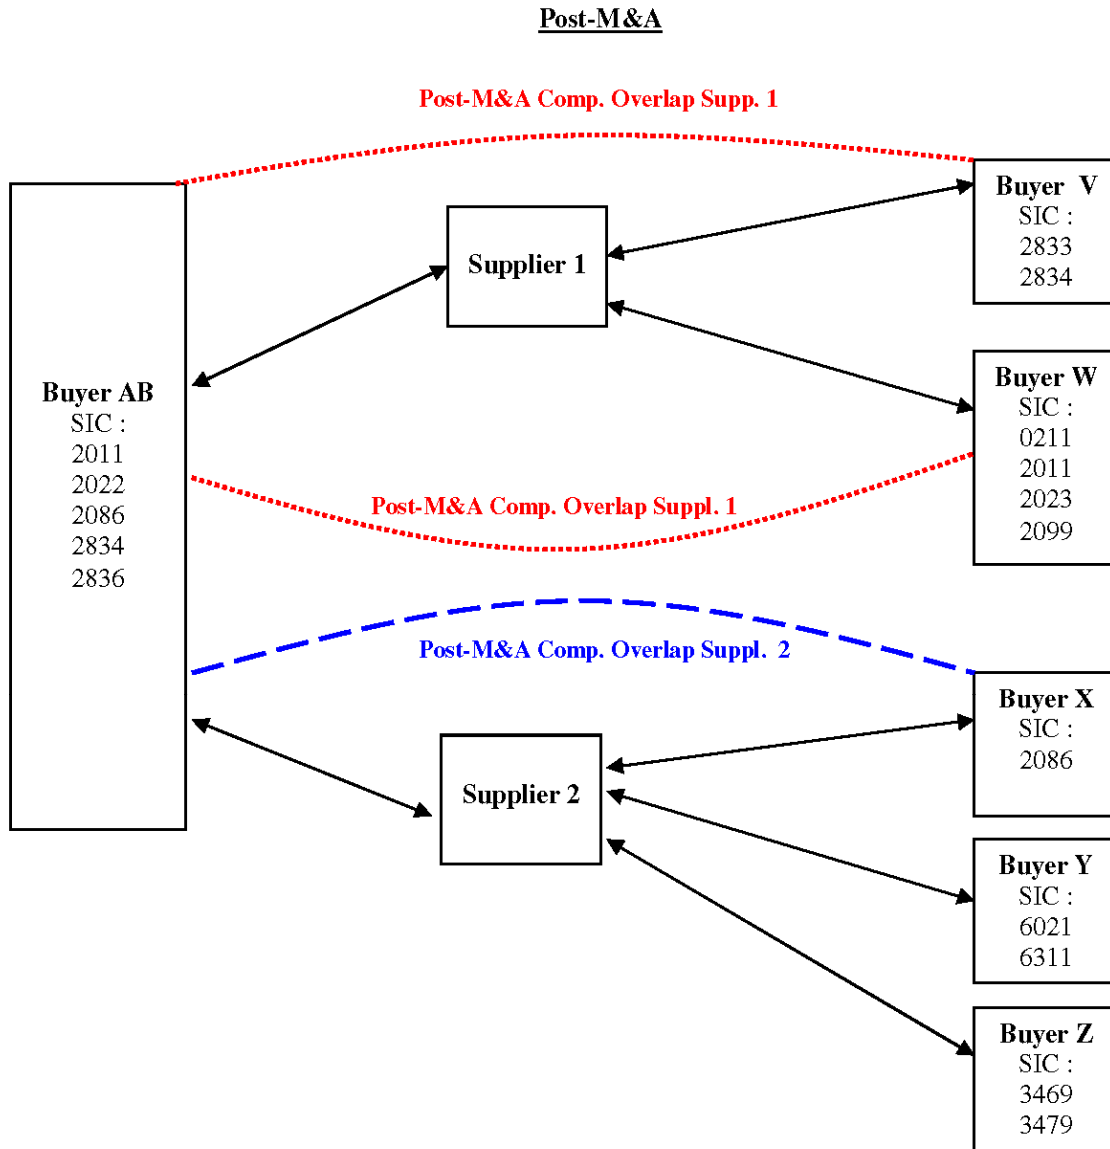 Post-M&A
Post-M&A Comp. Overlap Supp. 1
Buyer V
SIC :
2833
2834
Supplier 1
Buyer AB
SIC :
2011
2022
2086
2834
2836
Buyer W
SIC :
0211
2011
2023
2099
Post-M&A Comp. Overlap Suppl. 1
Post-M&A Comp. Overlap Suppl. 2
Buyer X
SIC :
2086
Supplier 2
Buyer Y
SIC :
6021
6311
Buyer Z
SIC :
3469
3479